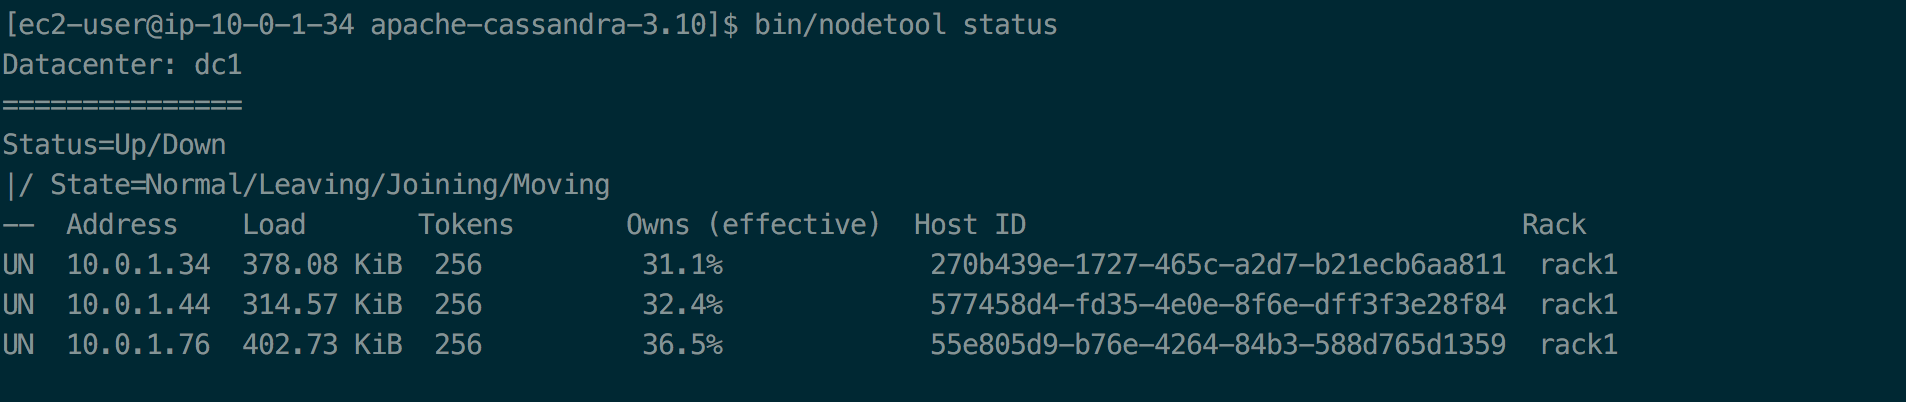 [ec2-user@ip-10-0-1-34 apache-cassandra-3.10]$ bin/nodetool status
Datacenter: dc1
===============
Status=Up/Down
|/ State=Normal/Leaving/Joining/Moving
--  Address    Load       Tokens       Owns (effective)  Host ID                               Rack
UN  10.0.1.34  378.08 KiB  256          31.1%             270b439e-1727-465c-a2d7-b21ecb6aa811  rack1
UN  10.0.1.44  314.57 KiB  256          32.4%             577458d4-fd35-4e0e-8f6e-dff3f3e28f84  rack1
UN  10.0.1.76  402.73 KiB  256          36.5%             55e805d9-b76e-4264-84b3-588d765d1359  rack1